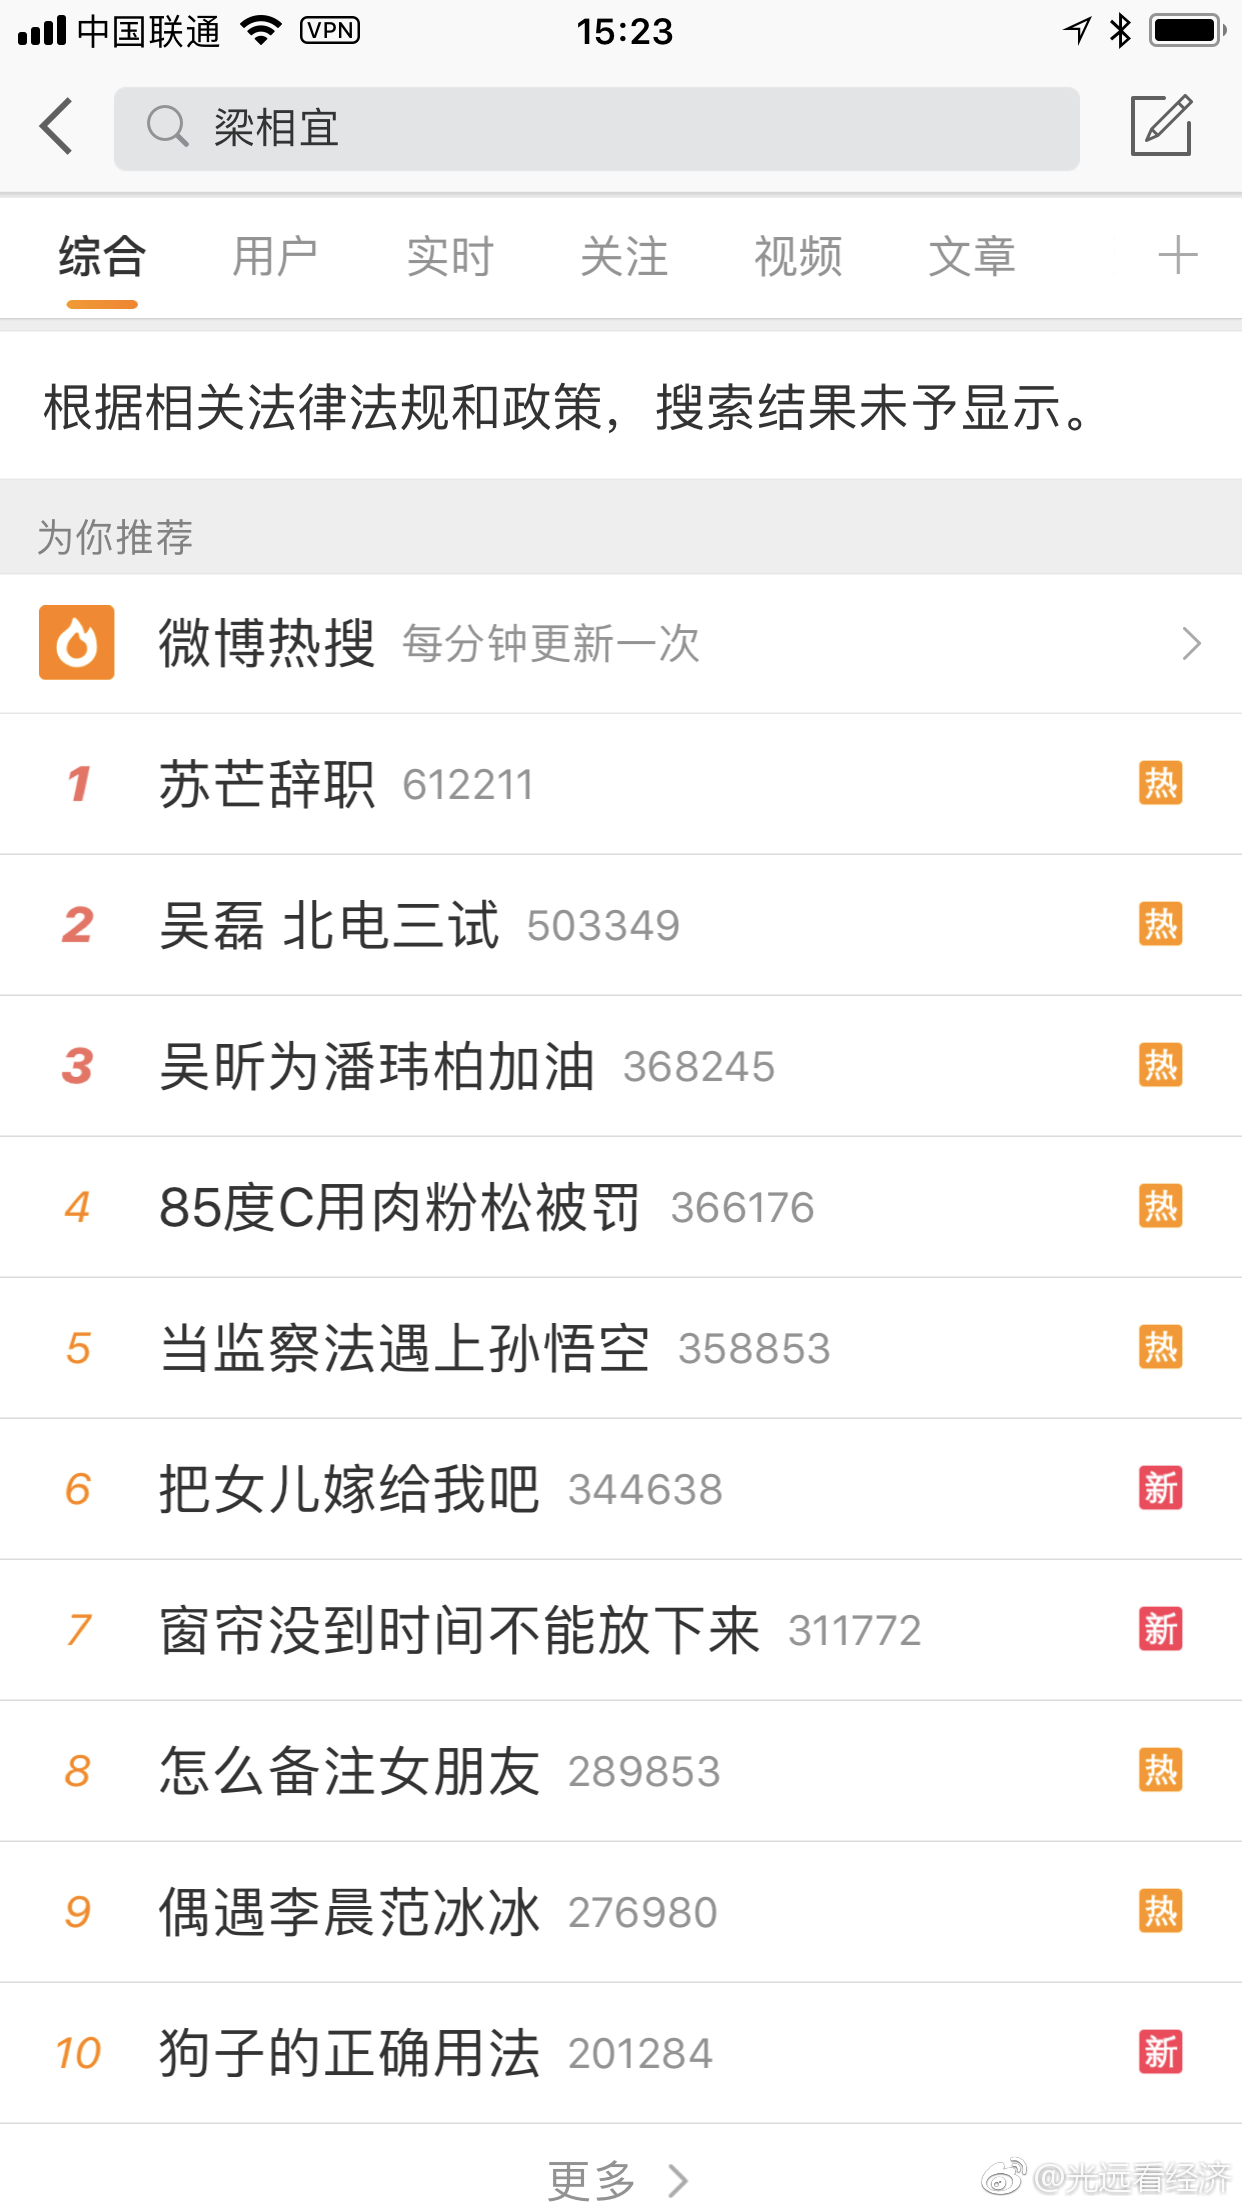 中国联通 VPN 15:23
梁相宜
综合 用户 实时 关注 视频 文章
根据相关法律法规和政策，搜索结果未予显示。
为你推荐
微博热搜 每分钟更新一次
1 苏芒辞职 612211 热
2 吴磊 北电三试 503349 热
3 吴昕为潘玮柏加油 368245 热
4 85度C用肉粉松被罚 366176 热
5 当监察法遇上孙悟空 358853 热
6 把女儿嫁给我吧 344638 新
7 窗帘没到时间不能放下来 311772 新
8 怎么备注女朋友 289853 热
9 偶遇李晨范冰冰 276980 热
10 狗子的正确用法 201284 新
更多
@光远看经济